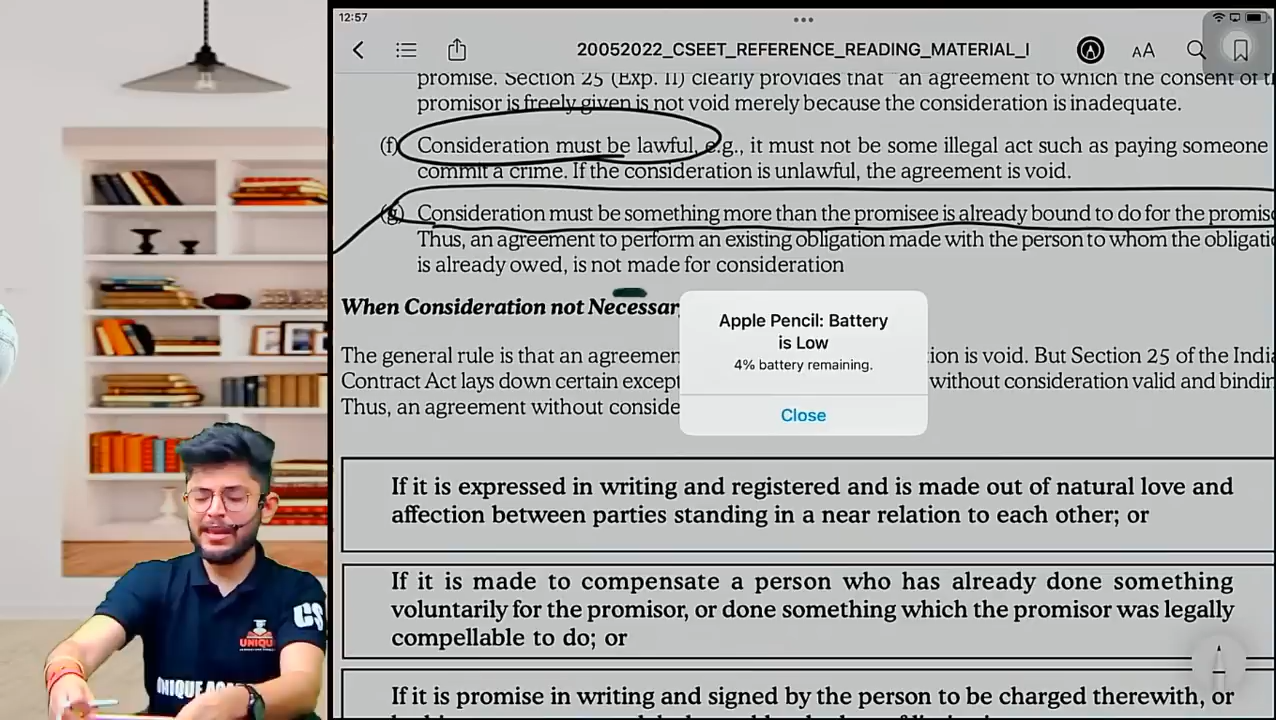 12:57
20052022_CSEET_REFERENCE_READING_MATERIAL_I
AA
promise. Section 25 (Exp. II) clearly provides that "an agreement to which the consent of
promisor is freely given is not void merely because the consideration is inadequate.
(f) Consideration must be lawful, e.g., it must not be some illegal act such as paying someone
commit a crime. If the consideration is unlawful, the agreement is void.
(g) Consideration must be something more than the promisee is already bound to do for the
Thus, an agreement to perform an existing obligation made with the person to whom the
is already owed, is not made for consideration
When Consideration not
Apple Pencil: Battery
is Low
4% battery remaining.
Close
The general rule is that an is void. But Section 25 of the
Contract Act lays down certain without consideration valid and
Thus, an agreement without
If it is expressed in writing and registered and is made out of natural love and
affection between parties standing in a near relation to each other; or
If it is made to compensate a person who has already done something
voluntarily for the promisor, or done something which the promisor was legally
compellable to do; or
If it is promise in writing and signed by the person to be charged therewith, or
CS
UNIQUE